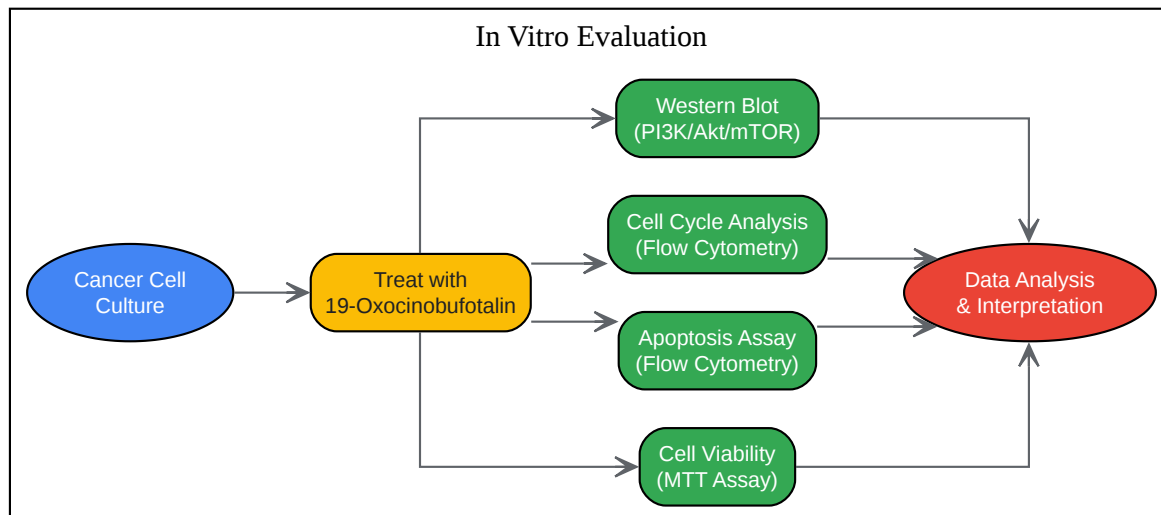 In Vitro Evaluation
Western Blot
(PI3K/Akt/mTOR)
Cell Cycle Analysis
(Flow Cytometry)
Cancer Cell
Culture
Treat with
19-Oxocinobufotalin
Data Analysis
& Interpretation
Apoptosis Assay
(Flow Cytometry)
Cell Viability
(MTT Assay)